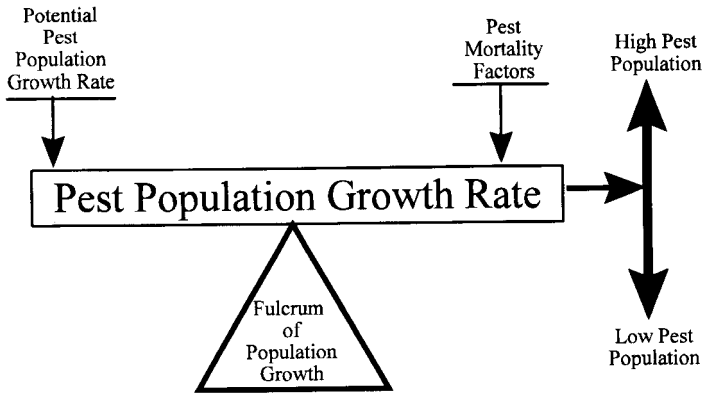 Potential
Pest
Population
Growth Rate
Pest
Mortality
Factors
High Pest
Population
Pest Population Growth Rate
Fulcrum
of
Population
Growth
Low Pest
Population